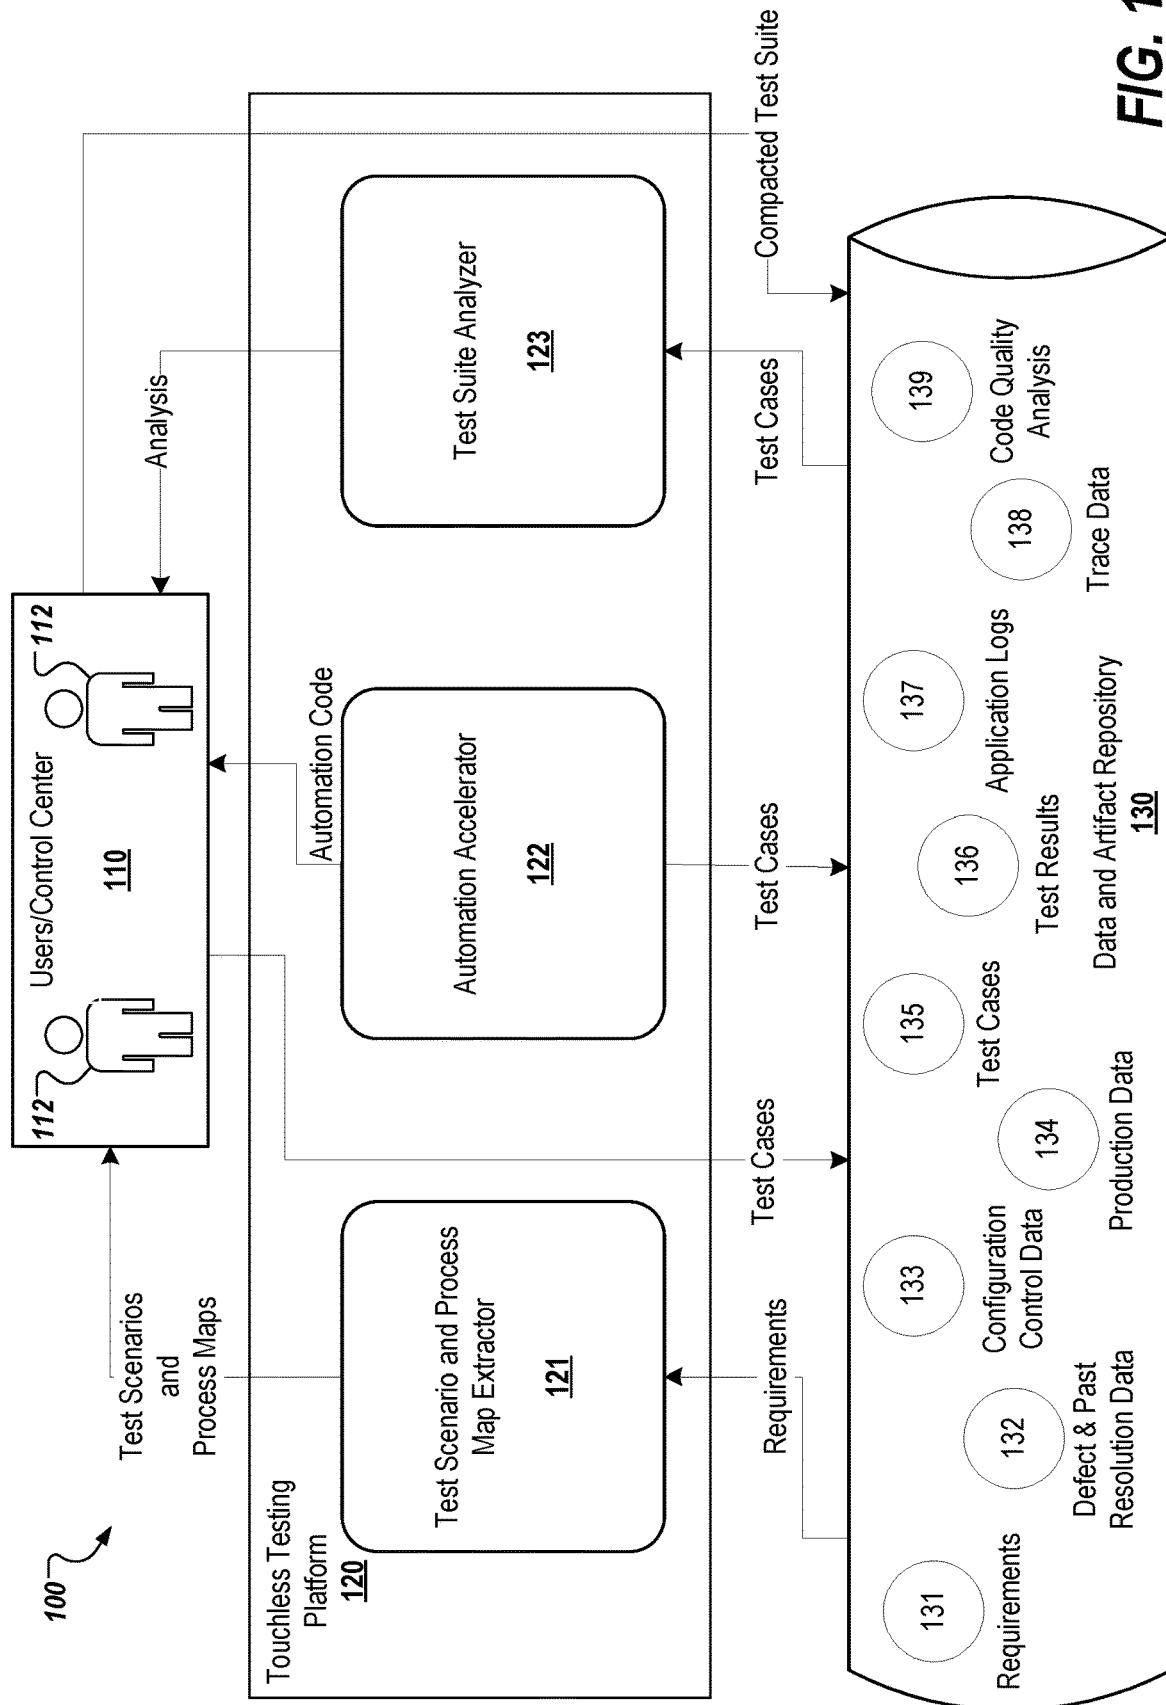 100
Test Scenarios
and
Process Maps
Users/Control Center
110
112
112
Analysis
Automation Code
Touchless Testing
Platform
120
Test Scenario and Process
Map Extractor
121
Automation Accelerator
122
Test Suite Analyzer
123
Requirements
Test Cases
Test Cases
Test Cases
Compacted Test Suite
131
Requirements
132
Defect & Past
Resolution Data
133
Configuration
Control Data
134
Production Data
135
Test Cases
136
Test Results
137
Application Logs
138
Trace Data
139
Code Quality
Analysis
Data and Artifact Repository
130
FIG. 1